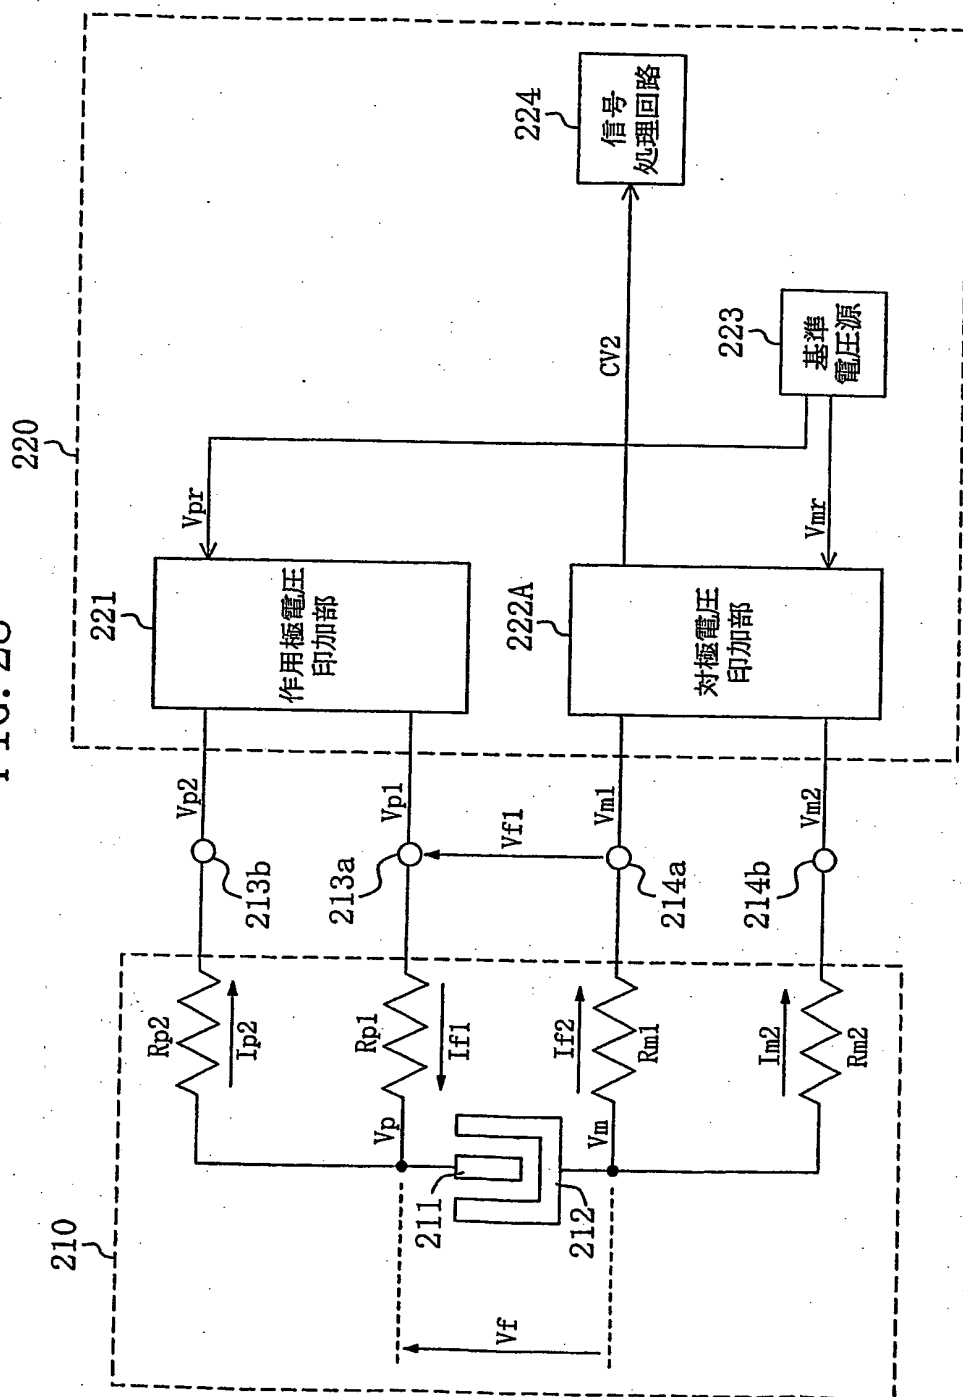 220
224
信号
処理回路
223
基準
電圧源
CV2
Vpr
Vmr
221
作用極電圧
印加部
222A
対極電圧
印加部
Vp2
213b
Vp1
213a
Vf1
Vm1
214a
Vm2
214b
210
Rp2
Ip2
Rp1
If1
Vp
211
212
Vm
If2
Rm1
Im2
Rm2
Vf